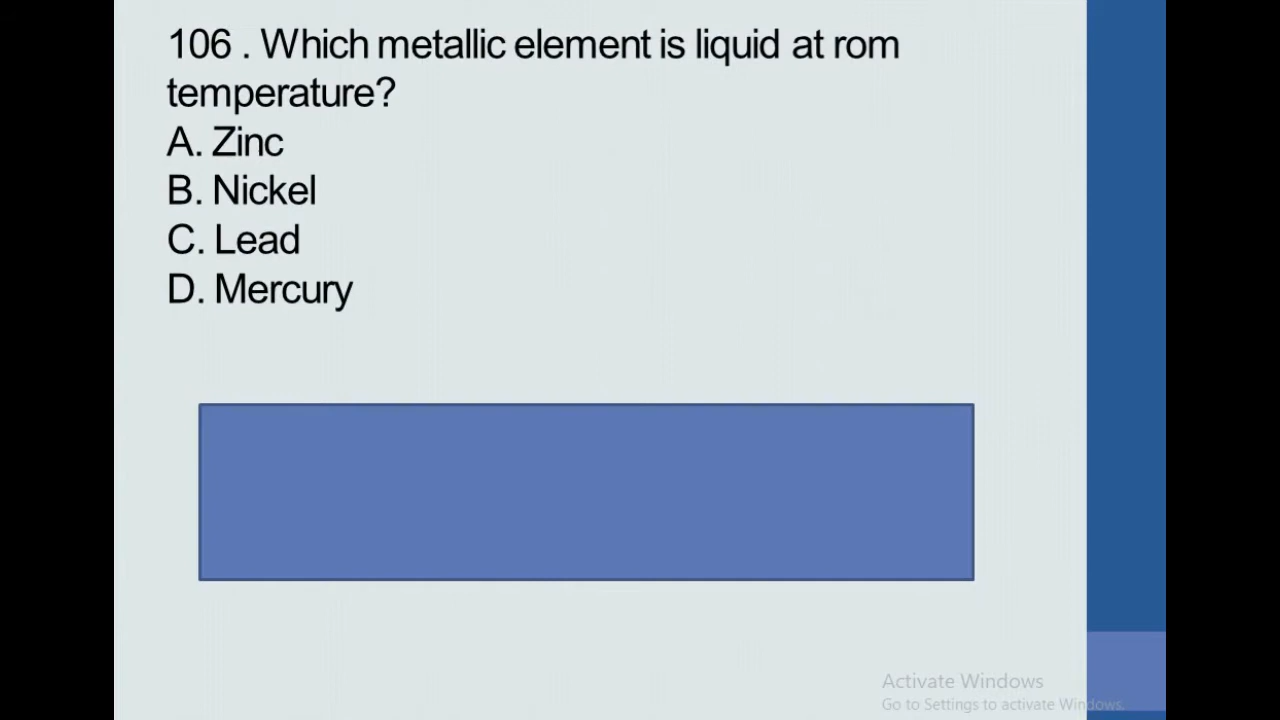 106 . Which metallic element is liquid at rom
temperature?
A. Zinc
B. Nickel
C. Lead
D. Mercury
Activate Windows
Go to Settings to activate Windows.